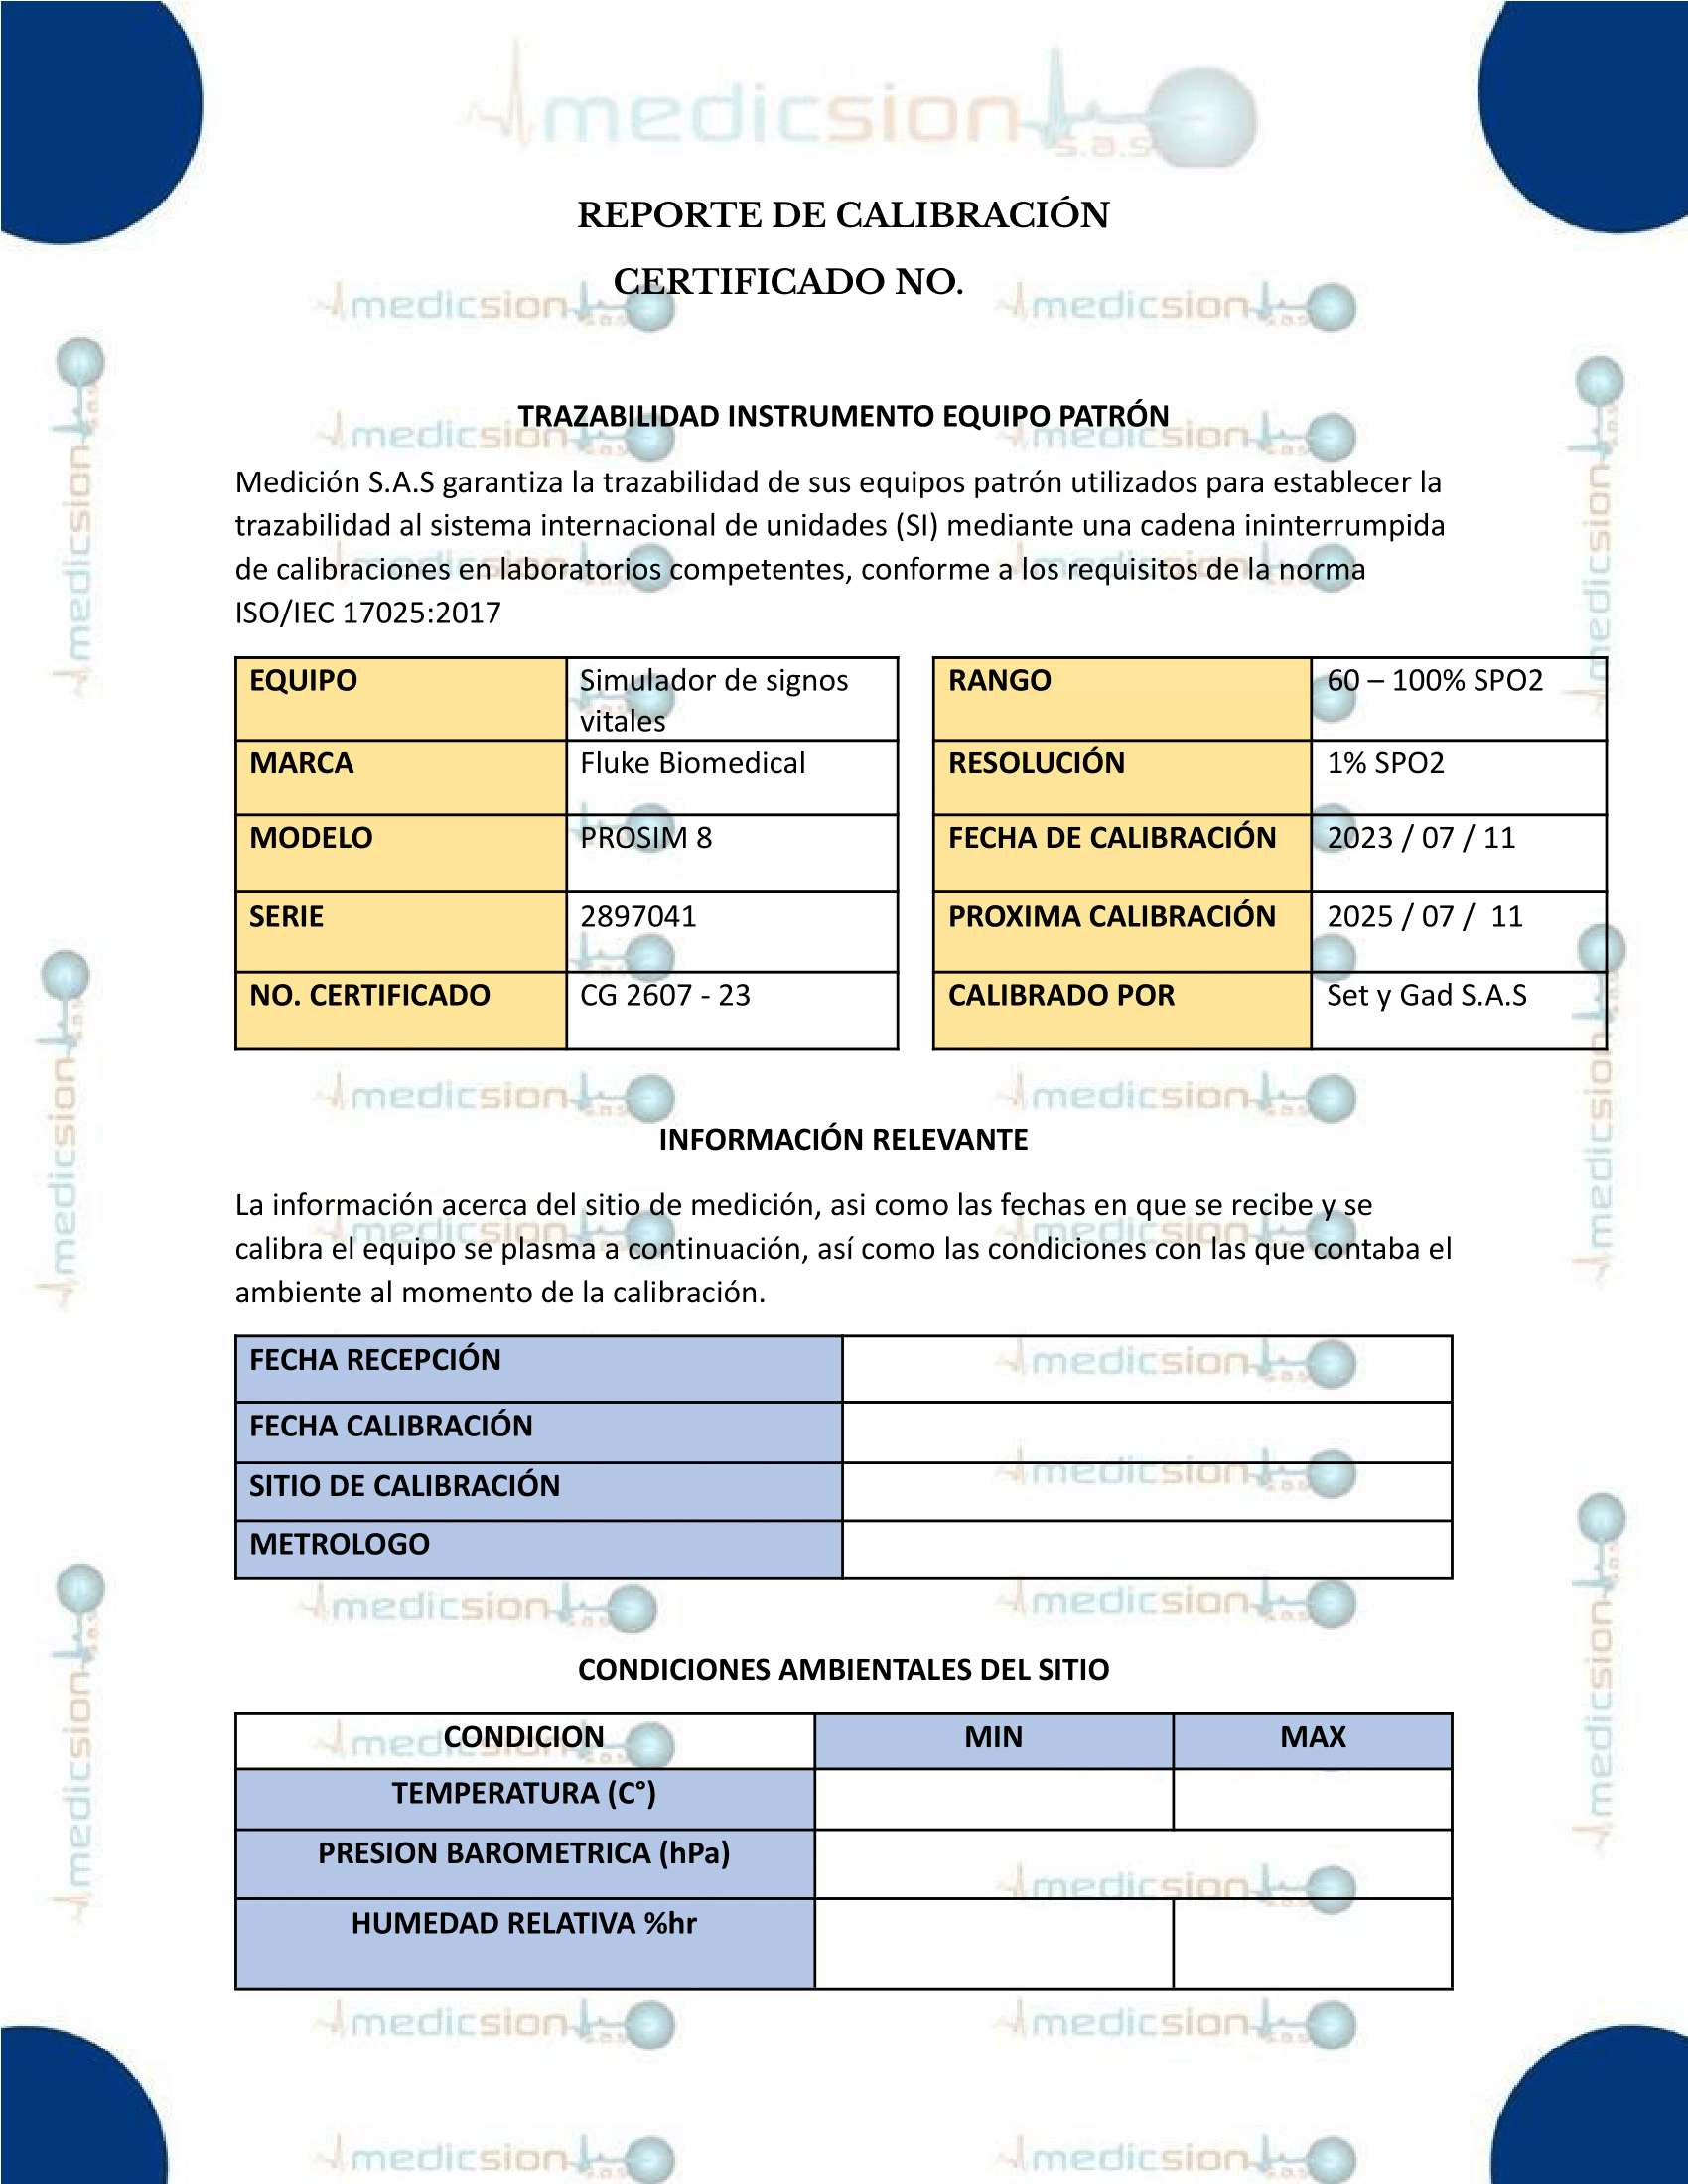 medicsion
s.a.s
REPORTE DE CALIBRACIÓN
CERTIFICADO NO.
TRAZABILIDAD INSTRUMENTO EQUIPO PATRÓN
Medición S.A.S garantiza la trazabilidad de sus equipos patrón utilizados para establecer la
trazabilidad al sistema internacional de unidades (SI) mediante una cadena ininterrumpida
de calibraciones en laboratorios competentes, conforme a los requisitos de la norma
ISO/IEC 17025:2017
EQUIPO Simulador de signos vitales RANGO 60 – 100% SPO2
MARCA Fluke Biomedical RESOLUCIÓN 1% SPO2
MODELO PROSIM 8 FECHA DE CALIBRACIÓN 2023 / 07 / 11
SERIE 2897041 PROXIMA CALIBRACIÓN 2025 / 07 / 11
NO. CERTIFICADO CG 2607 - 23 CALIBRADO POR Set y Gad S.A.S
INFORMACIÓN RELEVANTE
La información acerca del sitio de medición, asi como las fechas en que se recibe y se
calibra el equipo se plasma a continuación, así como las condiciones con las que contaba el
ambiente al momento de la calibración.
FECHA RECEPCIÓN
FECHA CALIBRACIÓN
SITIO DE CALIBRACIÓN
METROLOGO
CONDICIONES AMBIENTALES DEL SITIO
CONDICION MIN MAX
TEMPERATURA (C°)
PRESION BAROMETRICA (hPa)
HUMEDAD RELATIVA %hr